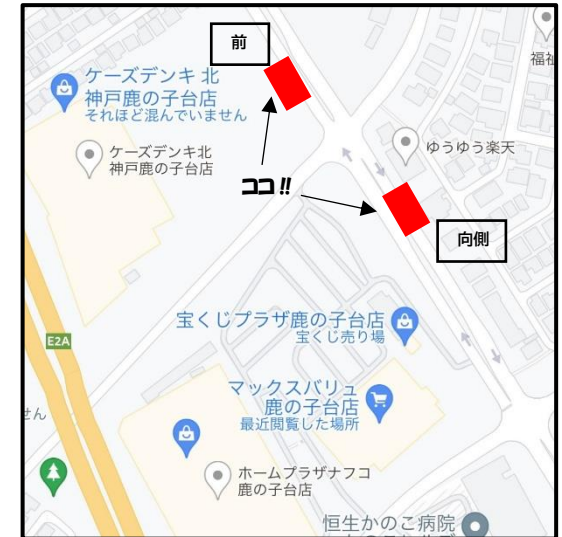 前
福祉
ケーズデンキ 北
神戸鹿の子台店
それほど混んでいません
ケーズデンキ北
神戸鹿の子台店
ゆうゆう楽天
ココ!!
向側
宝くじプラザ鹿の子台店
宝くじ売り場
E2A
マックスバリュ
鹿の子台店
最近閲覧した場所
せん
ホームプラザナフコ
鹿の子台店
恒生かのこ病院